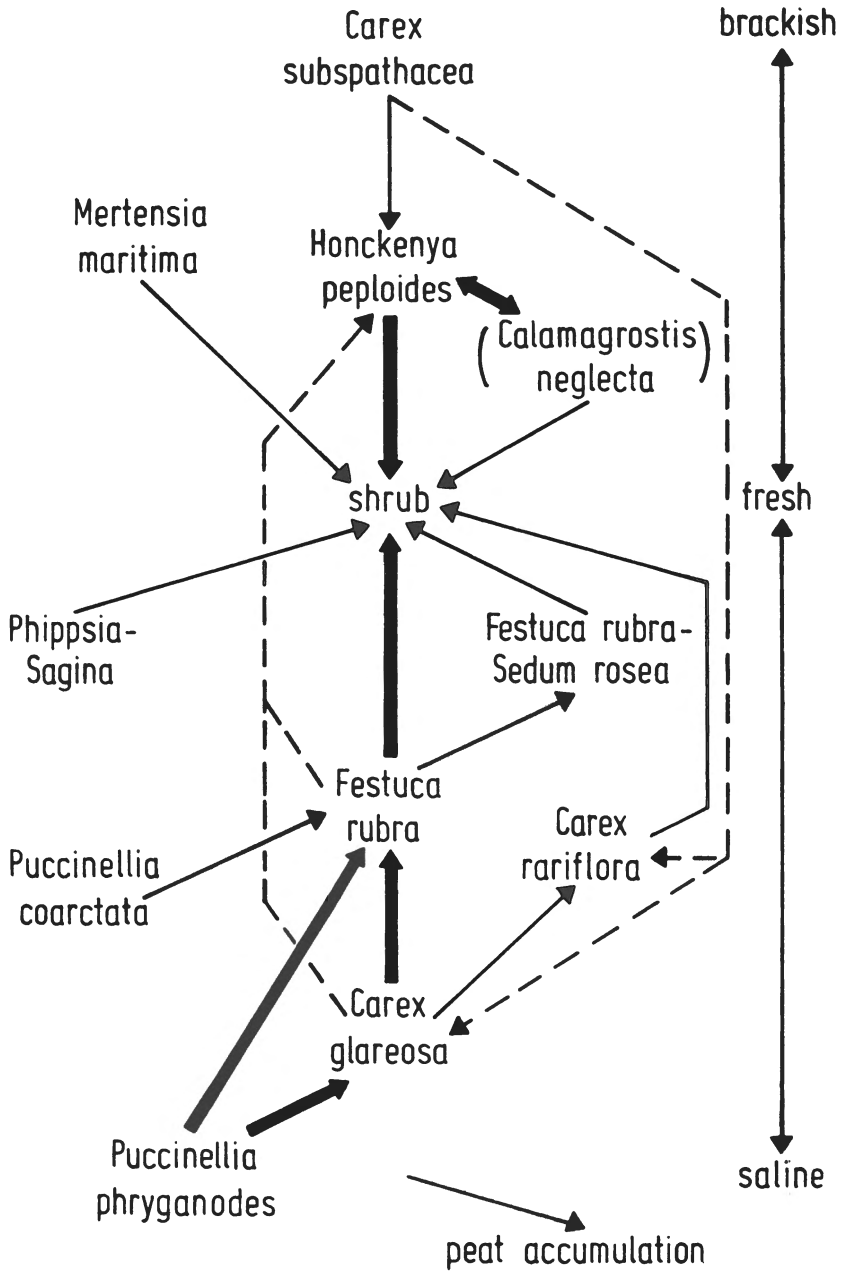 Carex
subspathacea
brackish
Mertensia
maritima
Honckenya
peploides
(Calamagrostis
neglecta)
shrub
fresh
Phippsia-
Sagina
Festuca rubra-
Sedum rosea
Festuca
rubra
Carex
rariflora
Puccinellia
coarctata
Carex
glareosa
Puccinellia
phryganodes
saline
peat accumulation